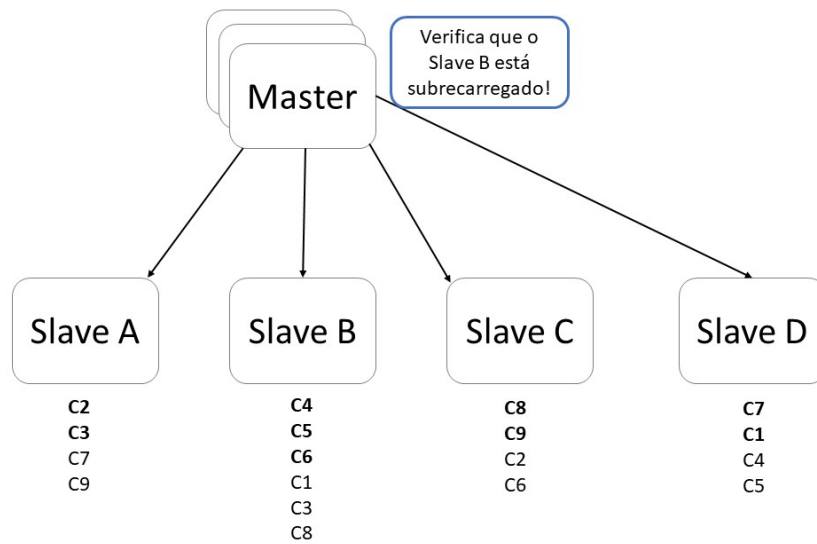 Master
Verifica que o
Slave B está
subrecarregado!
Slave A
Slave B
Slave C
Slave D
C2
C3
C7
C9
C4
C5
C6
C1
C3
C8
C8
C9
C2
C6
C7
C1
C4
C5